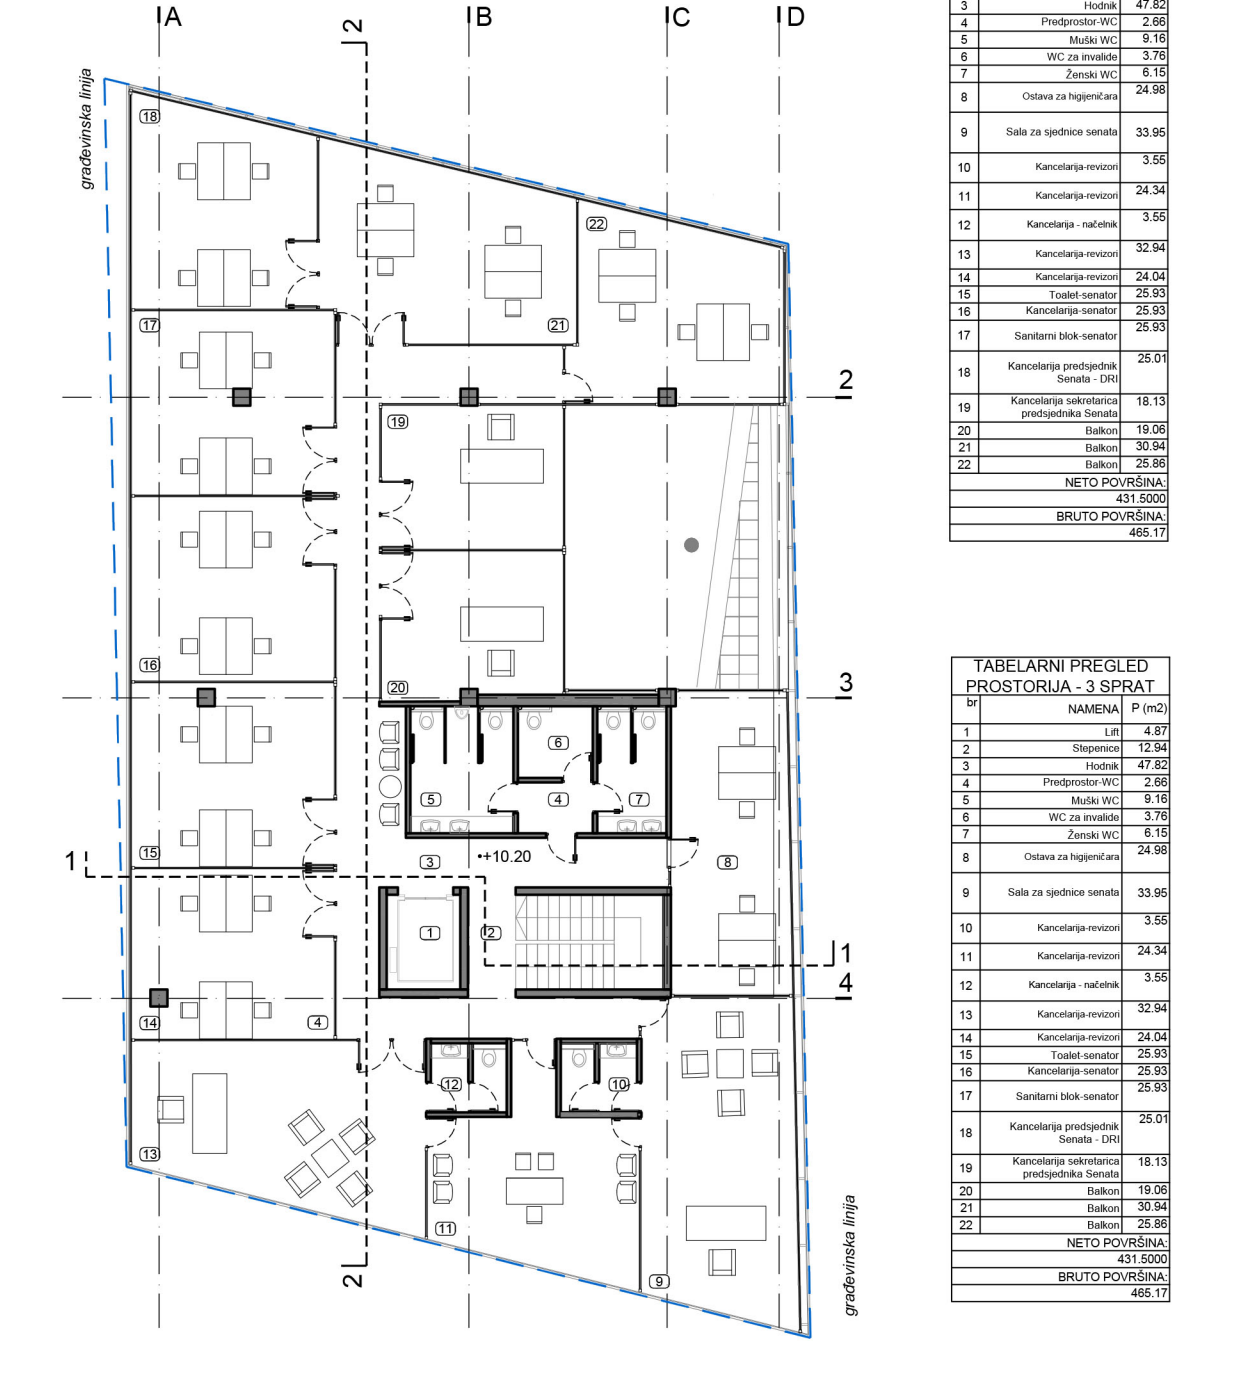 A
2
B
C
D
građevinska linija
18
22
17
21
2
19
16
20
3
6
5
4
7
15
1
3
+10.20
8
1
2
1
4
14
4
12
10
13
11
9
2
građevinska linija
3 Hodnik 47.82
4 Predprostor-WC 2.66
5 Muški WC 9.16
6 WC za invalide 3.76
7 Ženski WC 6.15
8 Ostava za higijeničara 24.98
9 Sala za sjednice senata 33.95
10 Kancelarija-revizori 3.55
11 Kancelarija-revizori 24.34
12 Kancelarija - načelnik 3.55
13 Kancelarija-revizori 32.94
14 Kancelarija-revizori 24.04
15 Toalet-senator 25.93
16 Kancelarija-senator 25.93
17 Sanitarni blok-senator 25.93
18 Kancelarija predsjednik 25.01
Senata - DRI
19 Kancelarija sekretarica 18.13
predsjednika Senata
20 Balkon 19.06
21 Balkon 30.94
22 Balkon 25.86
NETO POVRŠINA:
431.5000
BRUTO POVRŠINA:
465.17
TABELARNI PREGLED
PROSTORIJA - 3 SPRAT
br NAMENA P (m2)
1 Lift 4.87
2 Stepenice 12.94
3 Hodnik 47.82
4 Predprostor-WC 2.66
5 Muški WC 9.16
6 WC za invalide 3.76
7 Ženski WC 6.15
8 Ostava za higijeničara 24.98
9 Sala za sjednice senata 33.95
10 Kancelarija-revizori 3.55
11 Kancelarija-revizori 24.34
12 Kancelarija - načelnik 3.55
13 Kancelarija-revizori 32.94
14 Kancelarija-revizori 24.04
15 Toalet-senator 25.93
16 Kancelarija-senator 25.93
17 Sanitarni blok-senator 25.93
18 Kancelarija predsjednik 25.01
Senata - DRI
19 Kancelarija sekretarica 18.13
predsjednika Senata
20 Balkon 19.06
21 Balkon 30.94
22 Balkon 25.86
NETO POVRŠINA:
431.5000
BRUTO POVRŠINA:
465.17